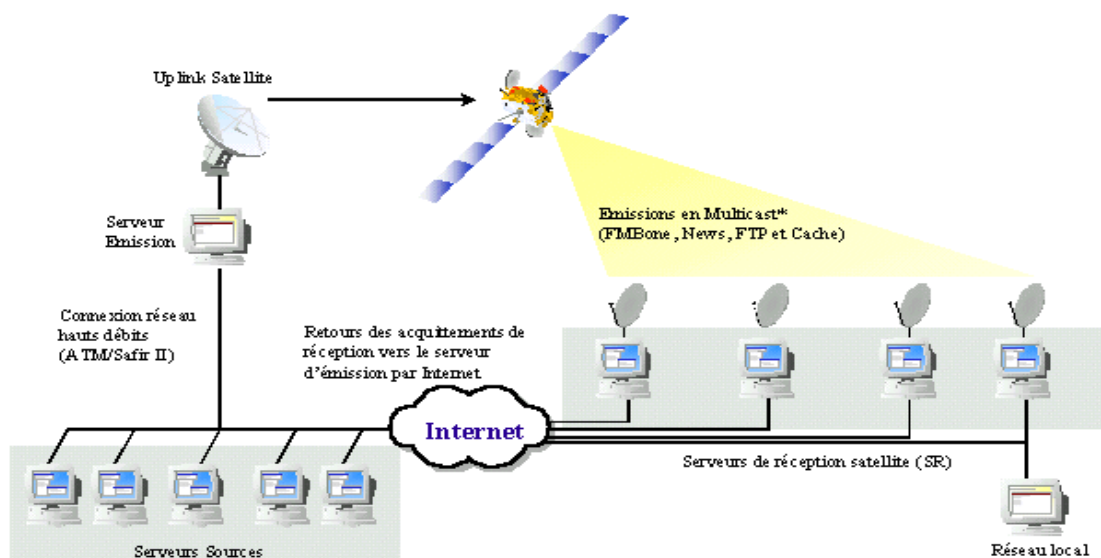 Uplink Satellite
Serveur
Emission
Emissions en Multicast*
(FMBone, News, FTP et Cache)
Connexion réseau
hauts débits
(ATM/Safir II)
Retours des acquittements de
réception vers le serveur
d'émission par Internet
Internet
Serveurs de réception satellite (SR)
Serveurs Sources
Réseau local